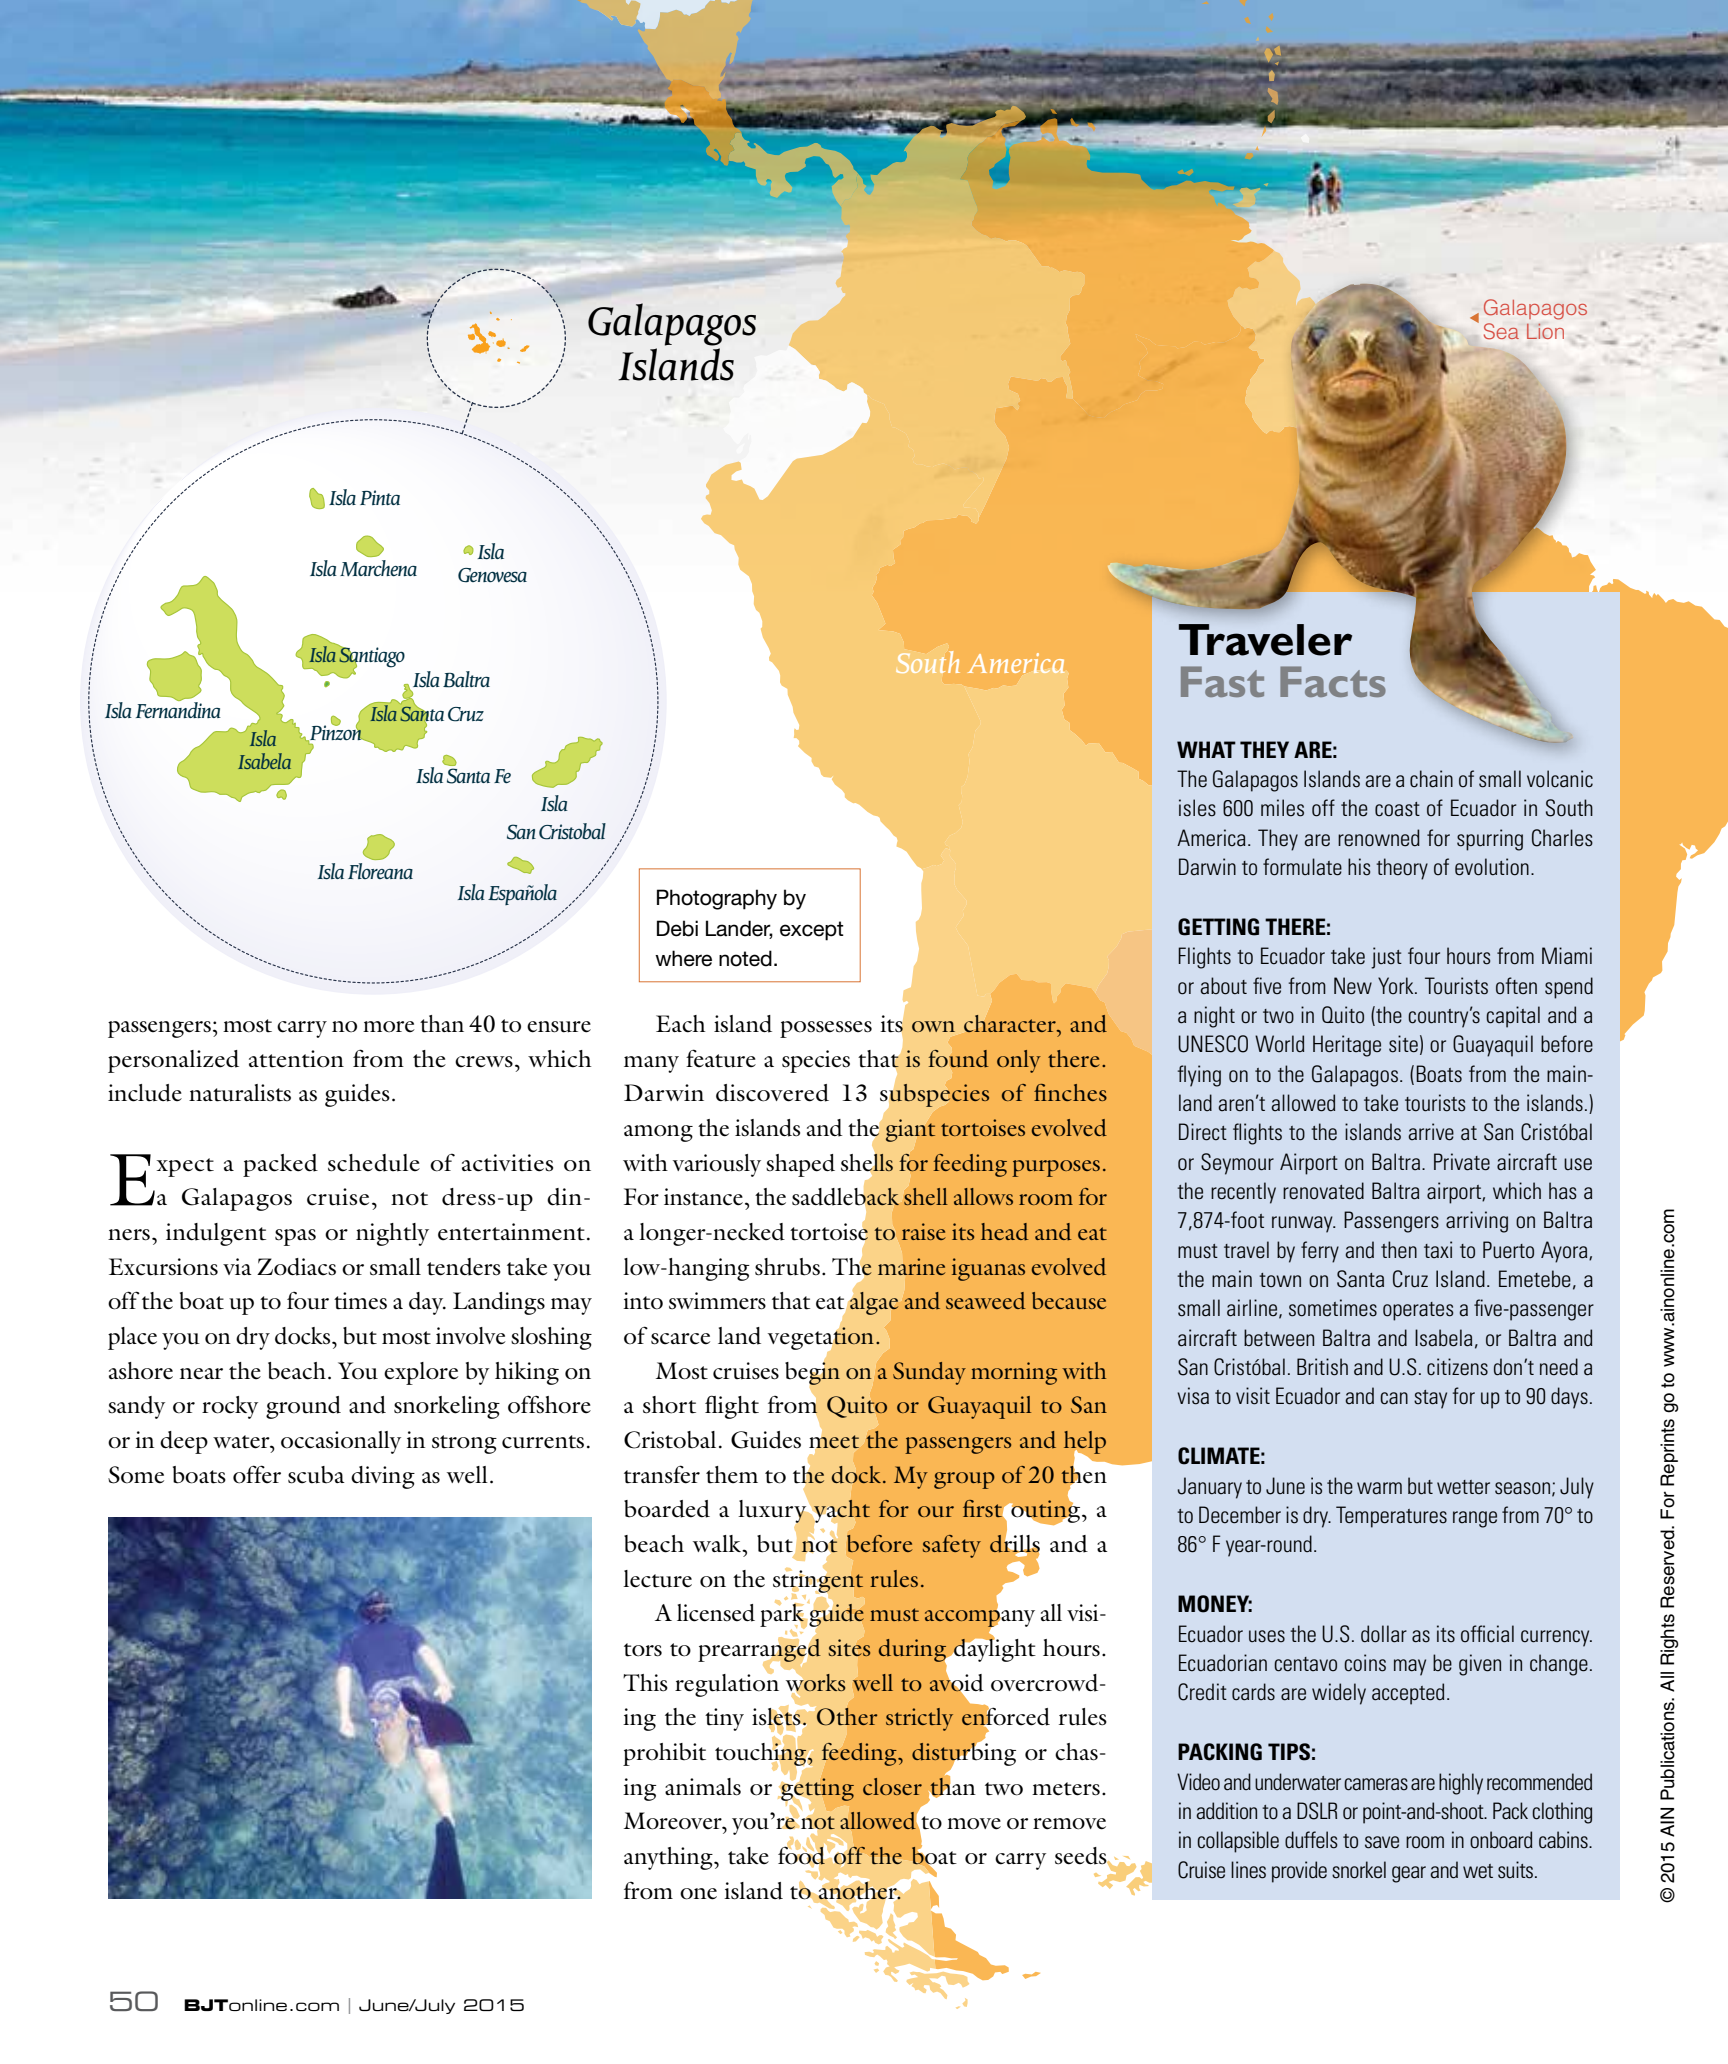 Galapagos
Islands
Galapagos
Sea Lion
Isla Pinta
Isla Marchena
Isla
Genovesa
Isla Santiago
Isla Baltra
Isla Fernandina
Isla Santa Cruz
Pinzon
Isla
Isabela
Isla Santa Fe
Isla
San Cristobal
Isla Floreana
Isla Española
South America
Photography by
Debi Lander, except
where noted.
passengers; most carry no more than 40 to ensure
personalized attention from the crews, which
include naturalists as guides.
Expect a packed schedule of activities on
a Galapagos cruise, not dress-up din-
ners, indulgent spas or nightly entertainment.
Excursions via Zodiacs or small tenders take you
off the boat up to four times a day. Landings may
place you on dry docks, but most involve sloshing
ashore near the beach. You explore by hiking on
sandy or rocky ground and snorkeling offshore
or in deep water, occasionally in strong currents.
Some boats offer scuba diving as well.
Each island possesses its own character, and
many feature a species that is found only there.
Darwin discovered 13 subspecies of finches
among the islands and the giant tortoises evolved
with variously shaped shells for feeding purposes.
For instance, the saddleback shell allows room for
a longer-necked tortoise to raise its head and eat
low-hanging shrubs. The marine iguanas evolved
into swimmers that eat algae and seaweed because
of scarce land vegetation.
Most cruises begin on a Sunday morning with
a short flight from Quito or Guayaquil to San
Cristobal. Guides meet the passengers and help
transfer them to the dock. My group of 20 then
boarded a luxury yacht for our first outing, a
beach walk, but not before safety drills and a
lecture on the stringent rules.
A licensed park guide must accompany all visi-
tors to prearranged sites during daylight hours.
This regulation works well to avoid overcrowd-
ing the tiny islets. Other strictly enforced rules
prohibit touching, feeding, disturbing or chas-
ing animals or getting closer than two meters.
Moreover, you're not allowed to move or remove
anything, take food off the boat or carry seeds
from one island to another.
Traveler
Fast Facts
WHAT THEY ARE:
The Galapagos Islands are a chain of small volcanic
isles 600 miles off the coast of Ecuador in South
America. They are renowned for spurring Charles
Darwin to formulate his theory of evolution.
GETTING THERE:
Flights to Ecuador take just four hours from Miami
or about five from New York. Tourists often spend
a night or two in Quito (the country's capital and a
UNESCO World Heritage site) or Guayaquil before
flying on to the Galapagos. (Boats from the main-
land aren't allowed to take tourists to the islands.)
Direct flights to the islands arrive at San Cristóbal
or Seymour Airport on Baltra. Private aircraft use
the recently renovated Baltra airport, which has a
7,874-foot runway. Passengers arriving on Baltra
must travel by ferry and then taxi to Puerto Ayora,
the main town on Santa Cruz Island. Emetebe, a
small airline, sometimes operates a five-passenger
aircraft between Baltra and Isabela, or Baltra and
San Cristóbal. British and U.S. citizens don't need a
visa to visit Ecuador and can stay for up to 90 days.
CLIMATE:
January to June is the warm but wetter season; July
to December is dry. Temperatures range from 70° to
86° F year-round.
MONEY:
Ecuador uses the U.S. dollar as its official currency.
Ecuadorian centavo coins may be given in change.
Credit cards are widely accepted.
PACKING TIPS:
Video and underwater cameras are highly recommended
in addition to a DSLR or point-and-shoot. Pack clothing
in collapsible duffels to save room in onboard cabins.
Cruise lines provide snorkel gear and wet suits.
© 2015 AIN Publications. All Rights Reserved. For Reprints go to www.ainonline.com
50 BJTonline.com | June/July 2015